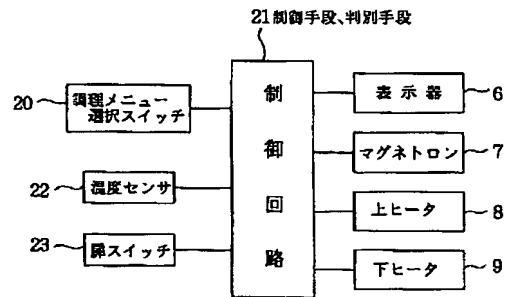 21制御手段、判別手段
20
調理メニュー
選択スイッチ
22
温度センサ
23
扉スイッチ
制御回路
表示器
6
マグネトロン
7
上ヒータ
8
下ヒータ
9